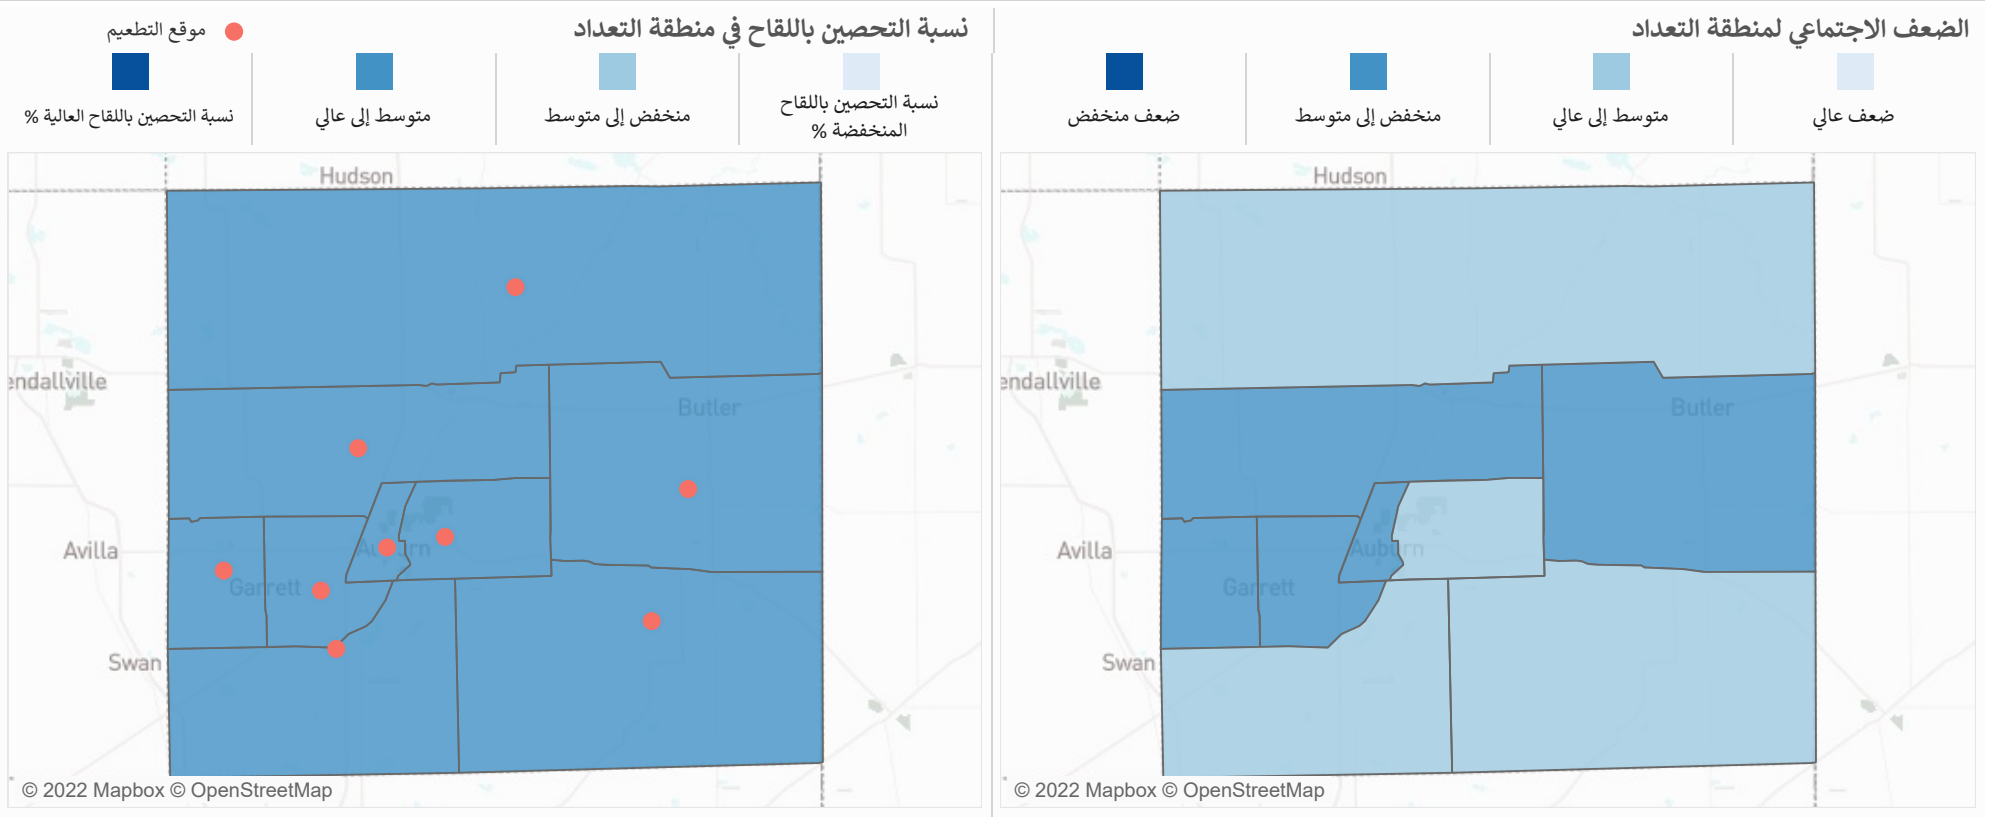 الضعف الاجتماعي لمنطقة التعداد
ضعف عالي
متوسط إلى عالي
منخفض إلى متوسط
ضعف منخفض
Hudson
endallville
Butler
Avilla
Auburn
Garrett
Swan
© 2022 Mapbox © OpenStreetMap
نسبة التحصين باللقاح في منطقة التعداد
موقع التطعيم
نسبة التحصين باللقاح
المنخفضة %
منخفض إلى متوسط
متوسط إلى عالي
نسبة التحصين باللقاح العالية %
Hudson
endallville
Butler
Avilla
Auburn
Garrett
Swan
© 2022 Mapbox © OpenStreetMap